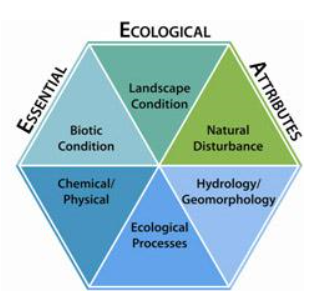 ESSENTIAL
ECOLOGICAL
ATTRIBUTES
Landscape
Condition
Biotic
Condition
Natural
Disturbance
Chemical/
Physical
Hydrology/
Geomorphology
Ecological
Processes